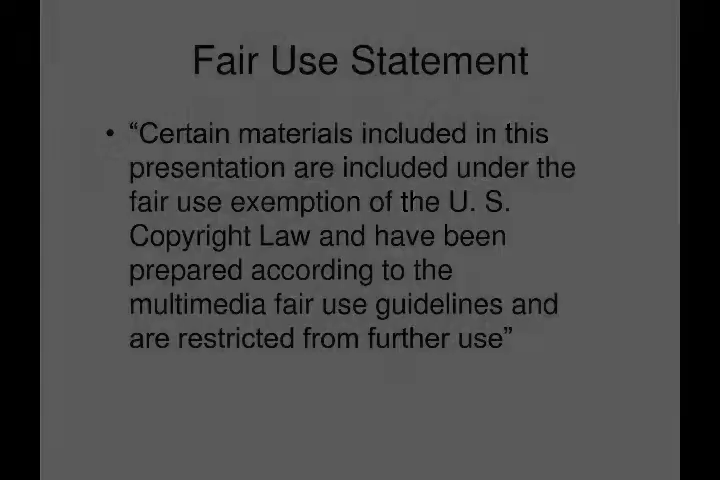 Fair Use Statement
• “Certain materials included in this
presentation are included under the
fair use exemption of the U. S.
Copyright Law and have been
prepared according to the
multimedia fair use guidelines and
are restricted from further use”